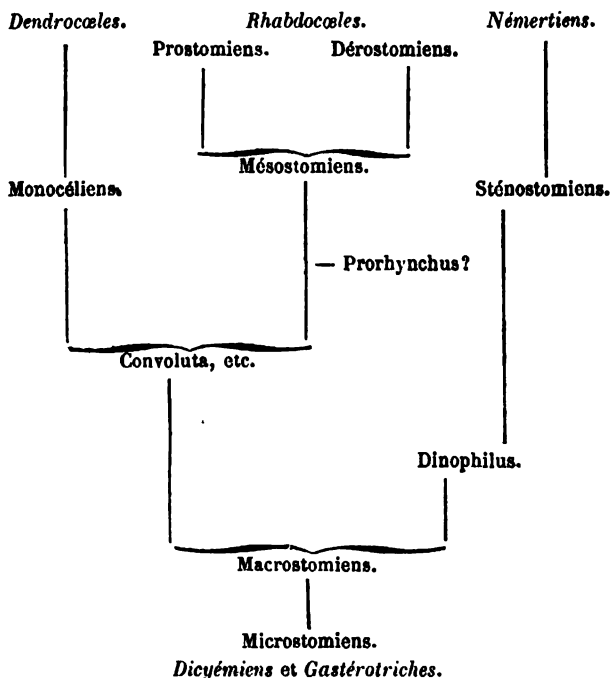 Dendrocœles. Rhabdocœles. Némertiens.
Prostomiens. Dérostomiens.
Mésostomiens.
Monocéliens. Sténostomiens.
— Prorhynchus?
Convoluta, etc.
Dinophilus.
Macrostomiens.
Microstomiens.
Dicyémiens et Gastérotriches.